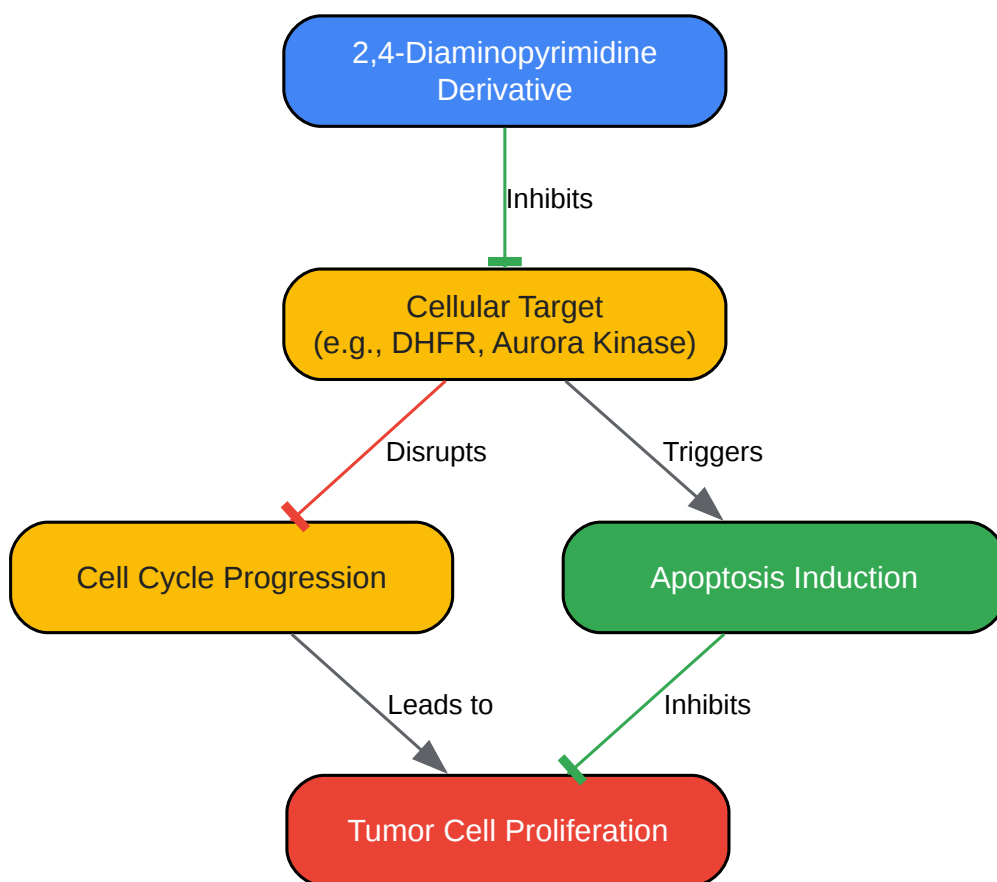 2,4-Diaminopyrimidine
Derivative
Inhibits
Cellular Target
(e.g., DHFR, Aurora Kinase)
Disrupts
Triggers
Cell Cycle Progression
Apoptosis Induction
Leads to
Inhibits
Tumor Cell Proliferation